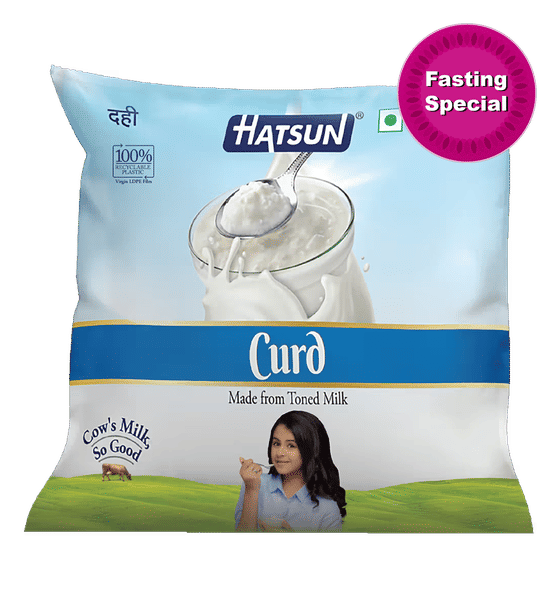 Fasting
Special
दही
HATSUN®
100%
RECYCLABLE
PLASTIC
Virgin LDPE Film
Curd
Made from Toned Milk
Cow's Milk,
So Good